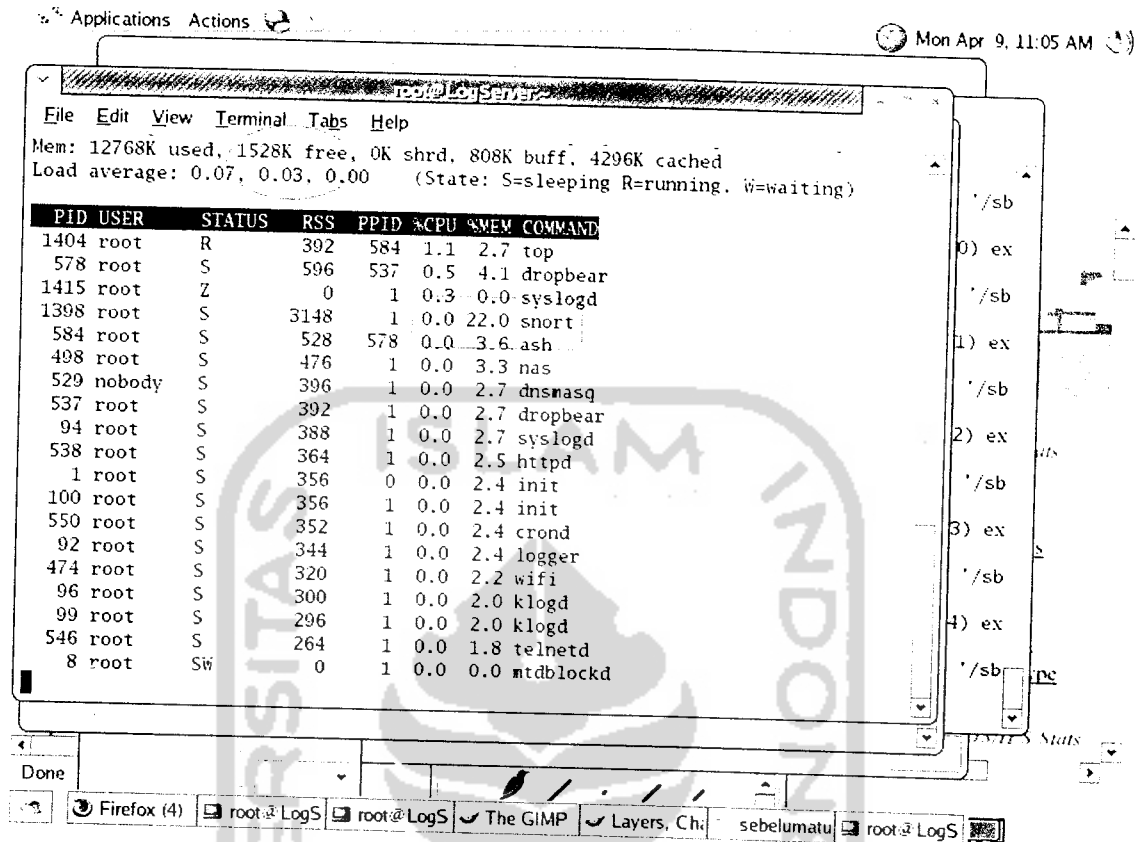 Applications Actions
Mon Apr 9, 11:05 AM
root@LogServer:~
File Edit View Terminal Tabs Help
Mem: 12768K used, 1528K free, 0K shrd, 808K buff, 4296K cached
Load average: 0.07, 0.03, 0.00 (State: S=sleeping R=running, W=waiting)
PID USER STATUS RSS PPID %CPU %MEM COMMAND
1404 root R 392 584 1.1 2.7 top
578 root S 596 537 0.5 4.1 dropbear
1415 root Z 0 1 0.3 0.0 syslogd
1398 root S 3148 1 0.0 22.0 snort
584 root S 528 578 0.0 3.6 ash
498 root S 476 1 0.0 3.3 nas
529 nobody S 396 1 0.0 2.7 dnsmasq
537 root S 392 1 0.0 2.7 dropbear
94 root S 388 1 0.0 2.7 syslogd
538 root S 364 1 0.0 2.5 httpd
1 root S 356 0 0.0 2.4 init
100 root S 356 1 0.0 2.4 init
550 root S 352 1 0.0 2.4 crond
92 root S 344 1 0.0 2.4 logger
474 root S 320 1 0.0 2.2 wifi
96 root S 300 1 0.0 2.0 klogd
99 root S 296 1 0.0 2.0 klogd
546 root S 264 1 0.0 1.8 telnetd
8 root SW 0 1 0.0 0.0 mtdblockd
'/sb
0) ex
'/sb
1) ex
'/sb
2) ex
'/sb
3) ex
'/sb
4) ex
'/sb
Stats
ISLAM
INDON
RSITAS
Done
Firefox (4) root@LogS root@LogS The GIMP Layers, Cha sebelumatu root@LogS